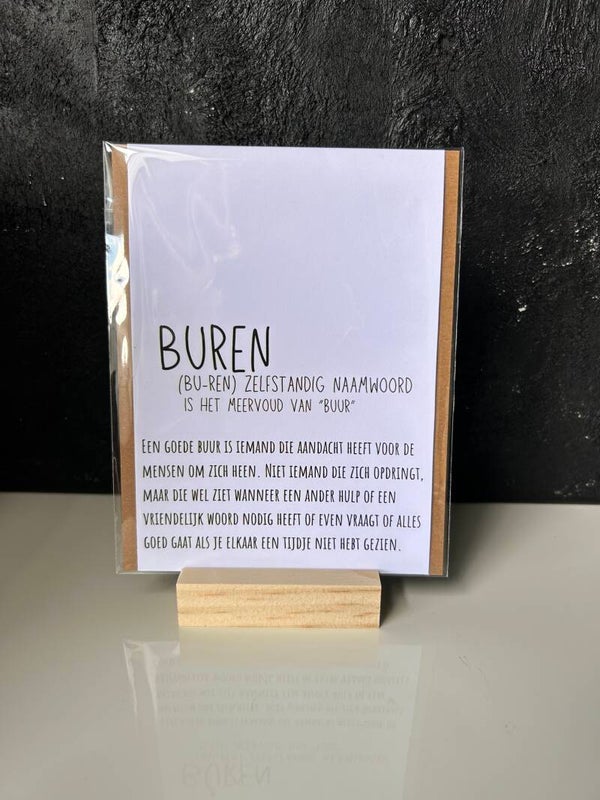 BUREN
(BU-REN) ZELFSTANDIG NAAMWOORD
IS HET MEERVOUD VAN "BUUR"
EEN GOEDE BUUR IS IEMAND DIE AANDACHT HEEFT VOOR DE
MENSEN OM ZICH HEEN. NIET IEMAND DIE ZICH OPDRINGT,
MAAR DIE WEL ZIET WANNEER EEN ANDER HULP OF EEN
VRIENDELIJK WOORD NODIG HEEFT OF EVEN VRAAGT OF ALLES
GOED GAAT ALS JE ELKAAR EEN TIJDJE NIET HEBT GEZIEN.